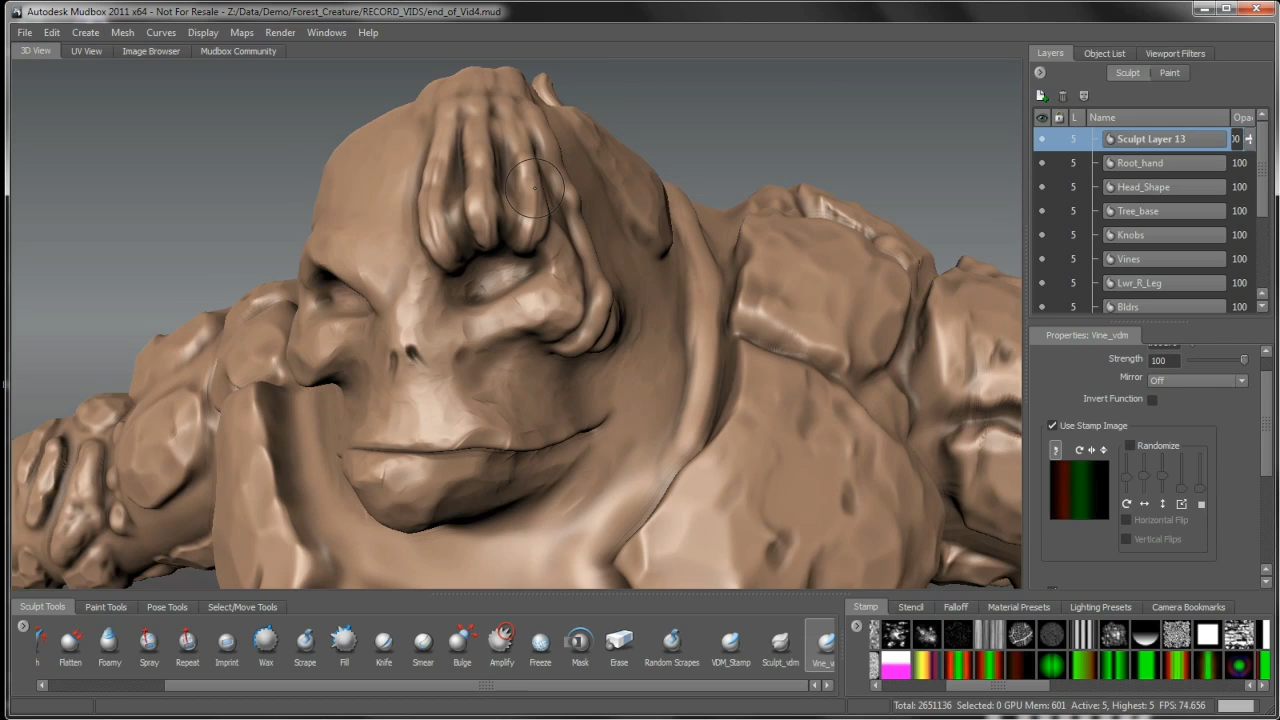 Autodesk Mudbox 2011 x64 - Not For Resale - Z:/Data/Demo/Forest_Creature/RECORD_VIDS/end_of_Vid4.mud
File Edit Create Mesh Curves Display Maps Render Windows Help
3D View UV View Image Browser Mudbox Community
Layers Object List Viewport Filters
Sculpt Paint
L Name Opac
5 Sculpt Layer 13 00
5 Root_hand 100
5 Head_Shape 100
5 Tree_base 100
5 Knobs 100
5 Vines 100
5 Lwr_R_Leg 100
5 Bldrs 100
Properties: Vine_vdm
Strength 100
Mirror Off
Invert Function
Use Stamp Image
Randomize
Horizontal Flip
Vertical Flips
Sculpt Tools Paint Tools Pose Tools Select/Move Tools
h Flatten Foamy Spray Repeat Imprint Wax Scrape Fill Knife Smear Bulge Amplify Freeze Mask Erase Random Scrapes VDM_Stamp Sculpt_vdm Vine_v
Stamp Stencil Falloff Material Presets Lighting Presets Camera Bookmarks
Total: 2651136 Selected: 0 GPU Mem: 601 Active: 5, Highest: 5 FPS: 74.656